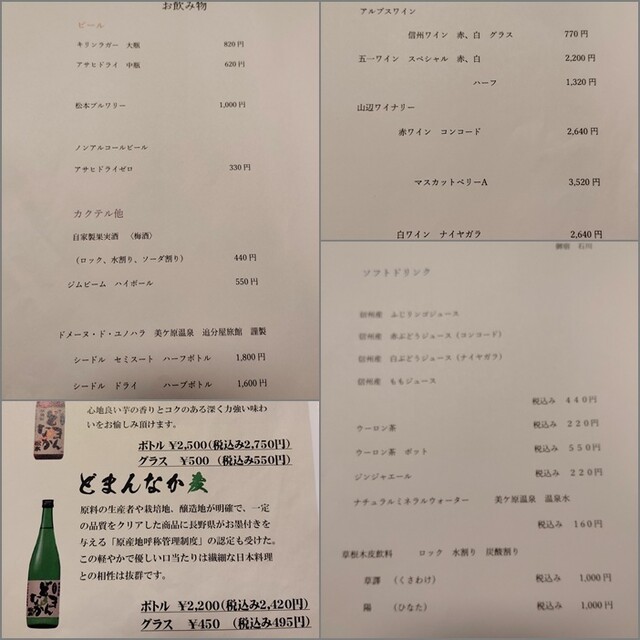 お飲み物
ビール
キリンラガー 大瓶 820円
アサヒドライ 中瓶 620円
松本ブルワリー 1,000円
ノンアルコールビール
アサヒドライゼロ 330円
カクテル他
自家製果実酒 (梅酒)
(ロック、水割り、ソーダ割り) 440円
ジムビーム ハイボール 550円
ドメーヌ・ド・ユノハラ 美ケ原温泉 追分屋旅館 謹製
シードル セミスート ハーフボトル 1,800円
シードル ドライ ハーブボトル 1,600円
アルプスワイン
信州ワイン 赤、白 グラス 770円
五一ワイン スペシャル 赤、白 2,200円
ハーフ 1,320円
山辺ワイナリー
赤ワイン コンコード 2,640円
マスカットベリーA 3,520円
白ワイン ナイヤガラ 2,640円
心地良い芋の香りとコクのある深く力強い味わ
いをお愉しみ頂けます。
ボトル ¥2,500(税込み2,750円)
グラス ¥500 (税込み550円)
どまんなか麦
原料の生産者や栽培地、醸造地が明確で、一定
の品質をクリアした商品に長野県がお墨付きを
与える「原産地呼称管理制度」の認定も受けた。
この軽やかで優しい口当たりは繊細な日本料理
との相性は抜群です。
ボトル ¥2,200(税込み2,420円)
グラス ¥450 (税込み495円)
ソフトドリンク
信州産 ふじリンゴジュース
信州産 赤ぶどうジュース(コンコード)
信州産 白ぶどうジュース(ナイヤガラ)
信州産 ももジュース
税込み 440円
ウーロン茶 税込み 220円
ウーロン茶 ポット 税込み 550円
ジンジャエール 税込み 220円
ナチュラルミネラルウォーター 美ケ原温泉 温泉水
税込み 160円
草根木皮飲料 ロック 水割り 炭酸割り
草譯 (くさわけ) 税込み 1,000円
陽 (ひなた) 税込み 1,000円